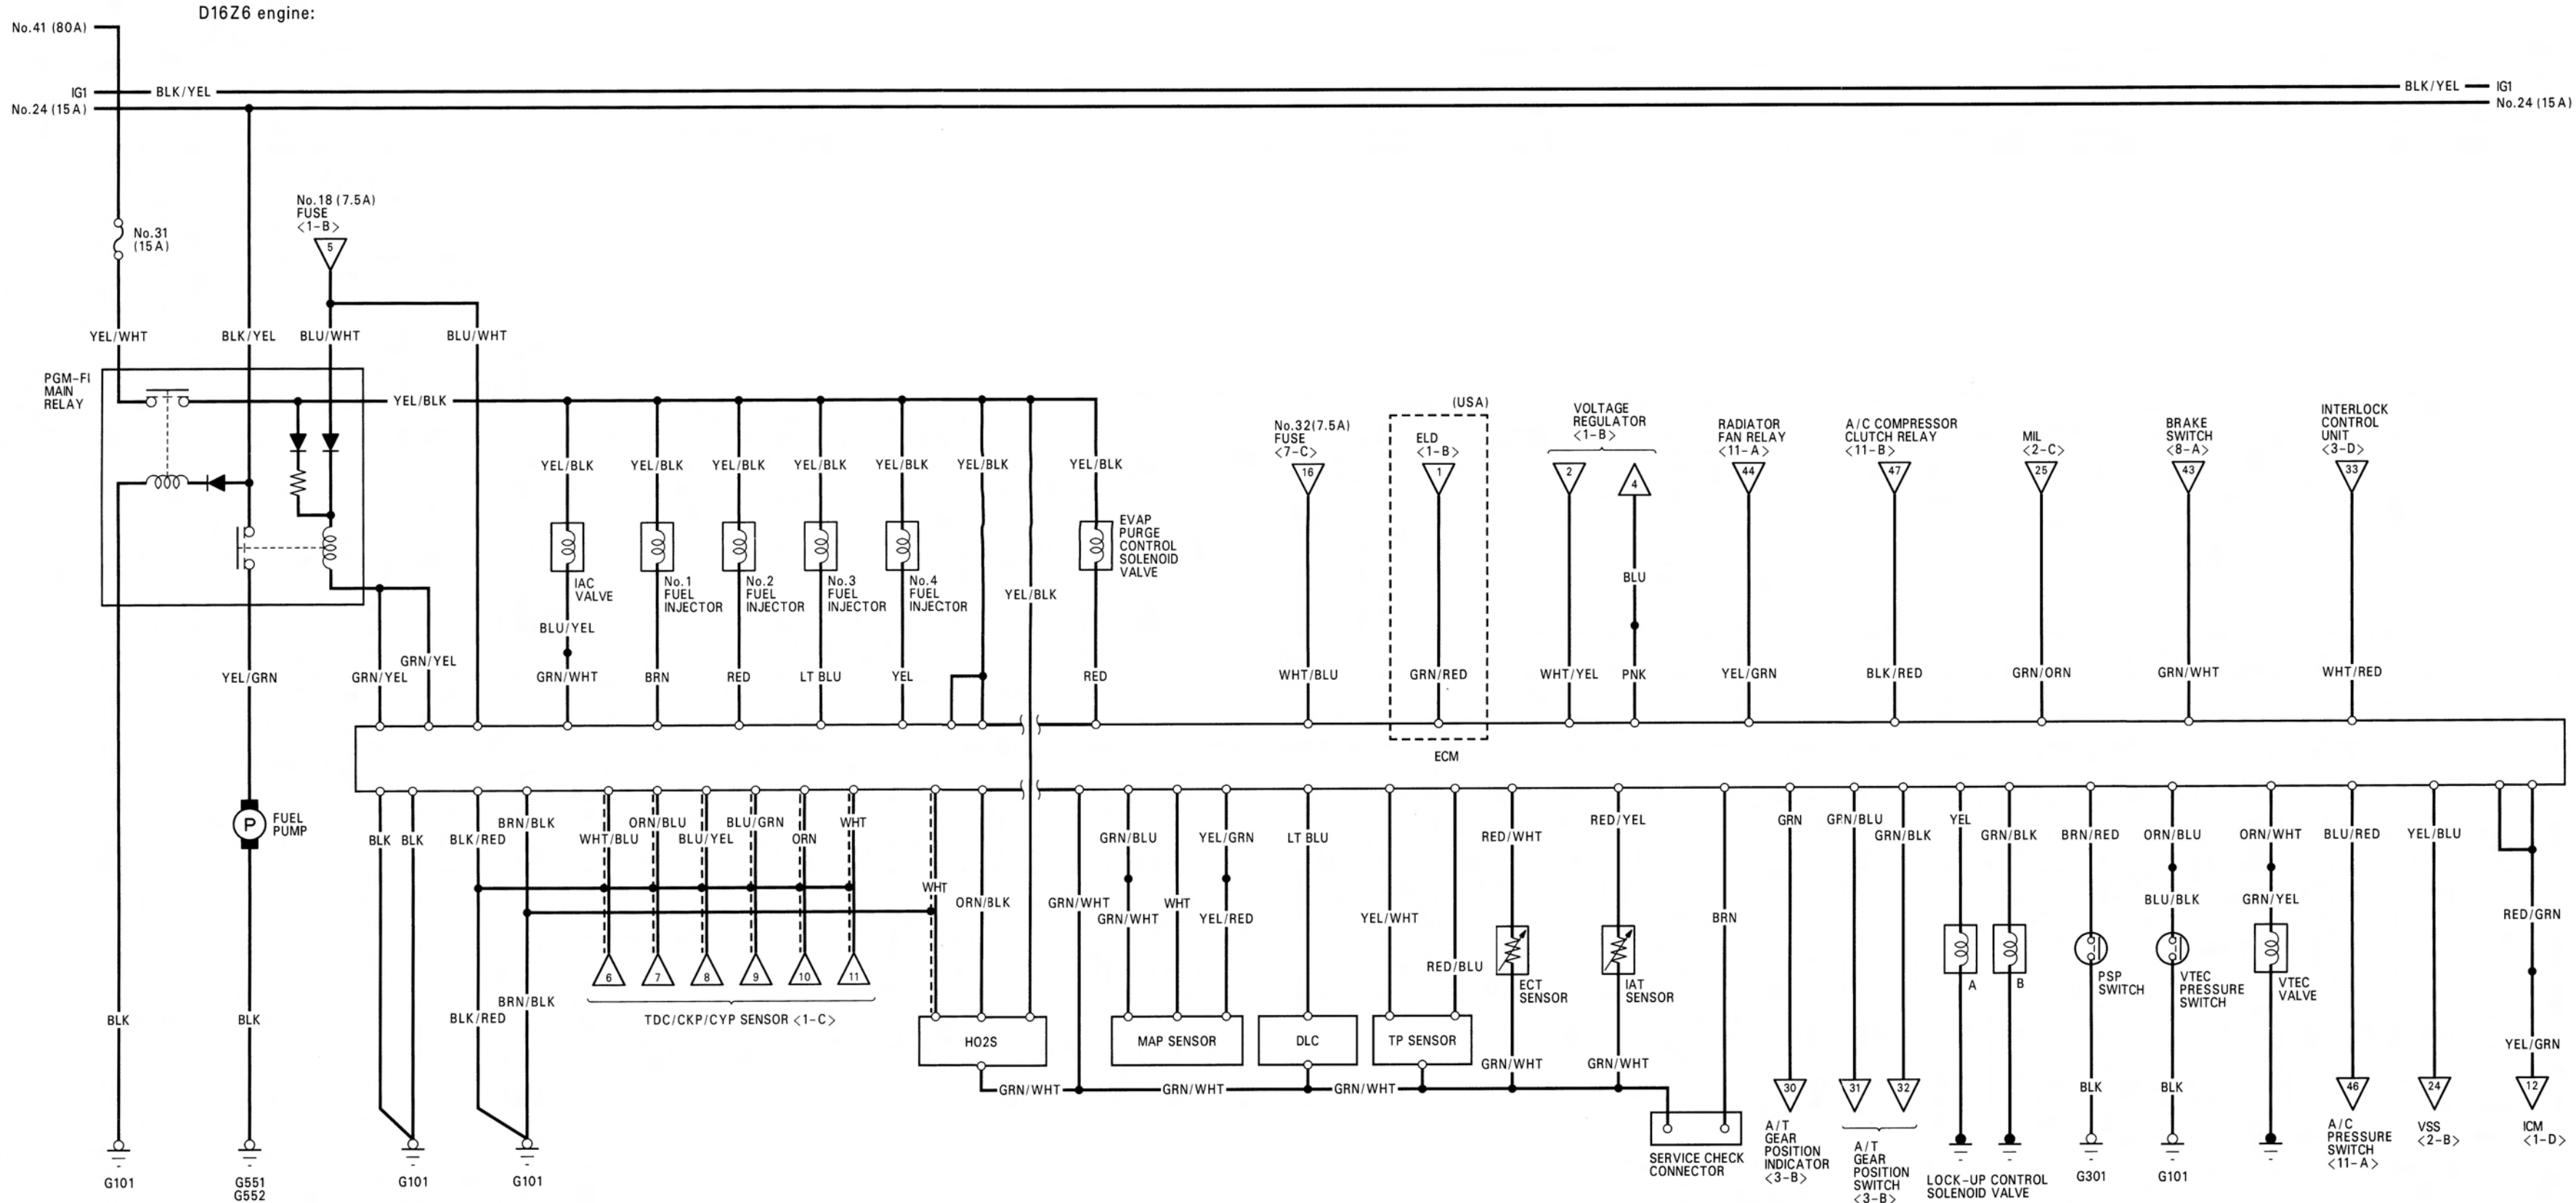 D16Z6 engine:
No.41 (80A)
IG1
BLK/YEL
BLK/YEL
IG1
No.24 (15A)
No.24 (15A)
No.18 (7.5A)
FUSE
<1-B>
5
No.31
(15A)
YEL/WHT
BLK/YEL
BLU/WHT
BLU/WHT
PGM-FI
MAIN
RELAY
YEL/BLK
No.32(7.5A)
FUSE
<7-C>
16
(USA)
ELD
<1-B>
1
VOLTAGE
REGULATOR
<1-B>
2
4
RADIATOR
FAN RELAY
<11-A>
44
A/C COMPRESSOR
CLUTCH RELAY
<11-B>
47
MIL
<2-C>
25
BRAKE
SWITCH
<8-A>
43
INTERLOCK
CONTROL
UNIT
<3-D>
33
YEL/BLK
YEL/BLK
YEL/BLK
YEL/BLK
YEL/BLK
YEL/BLK
YEL/BLK
EVAP
PURGE
CONTROL
SOLENOID
VALVE
IAC
VALVE
No.1
FUEL
INJECTOR
No.2
FUEL
INJECTOR
No.3
FUEL
INJECTOR
No.4
FUEL
INJECTOR
YEL/BLK
BLU
BLU/YEL
GRN/YEL
YEL/GRN
GRN/YEL
GRN/WHT
BRN
RED
LT BLU
YEL
RED
WHT/BLU
GRN/RED
WHT/YEL
PNK
YEL/GRN
BLK/RED
GRN/ORN
GRN/WHT
WHT/RED
ECM
P
FUEL
PUMP
BLK
BLK
BLK/RED
BRN/BLK
WHT/BLU
ORN/BLU
BLU/YEL
BLU/GRN
ORN
WHT
WHT
ORN/BLK
GRN/WHT
GRN/BLU
GRN/WHT
WHT
YEL/GRN
YEL/RED
LT BLU
YEL/WHT
RED/BLU
RED/WHT
RED/YEL
BRN
GRN
GRN/BLU
GRN/BLK
YEL
GRN/BLK
BRN/RED
ORN/BLU
BLU/BLK
ORN/WHT
GRN/YEL
BLU/RED
YEL/BLU
RED/GRN
6
7
8
9
10
11
TDC/CKP/CYP SENSOR <1-C>
BRN/BLK
BLK/RED
BLK
BLK
ECT
SENSOR
IAT
SENSOR
A
B
PSP
SWITCH
VTEC
PRESSURE
SWITCH
VTEC
VALVE
HO2S
MAP SENSOR
DLC
TP SENSOR
YEL/GRN
GRN/WHT
GRN/WHT
GRN/WHT
GRN/WHT
GRN/WHT
30
31
32
BLK
BLK
46
24
12
SERVICE CHECK
CONNECTOR
A/T
GEAR
POSITION
INDICATOR
<3-B>
A/T
GEAR
POSITION
SWITCH
<3-B>
LOCK-UP CONTROL
SOLENOID VALVE
A/C
PRESSURE
SWITCH
<11-A>
VSS
<2-B>
ICM
<1-D>
G101
G551
G552
G101
G101
G301
G101